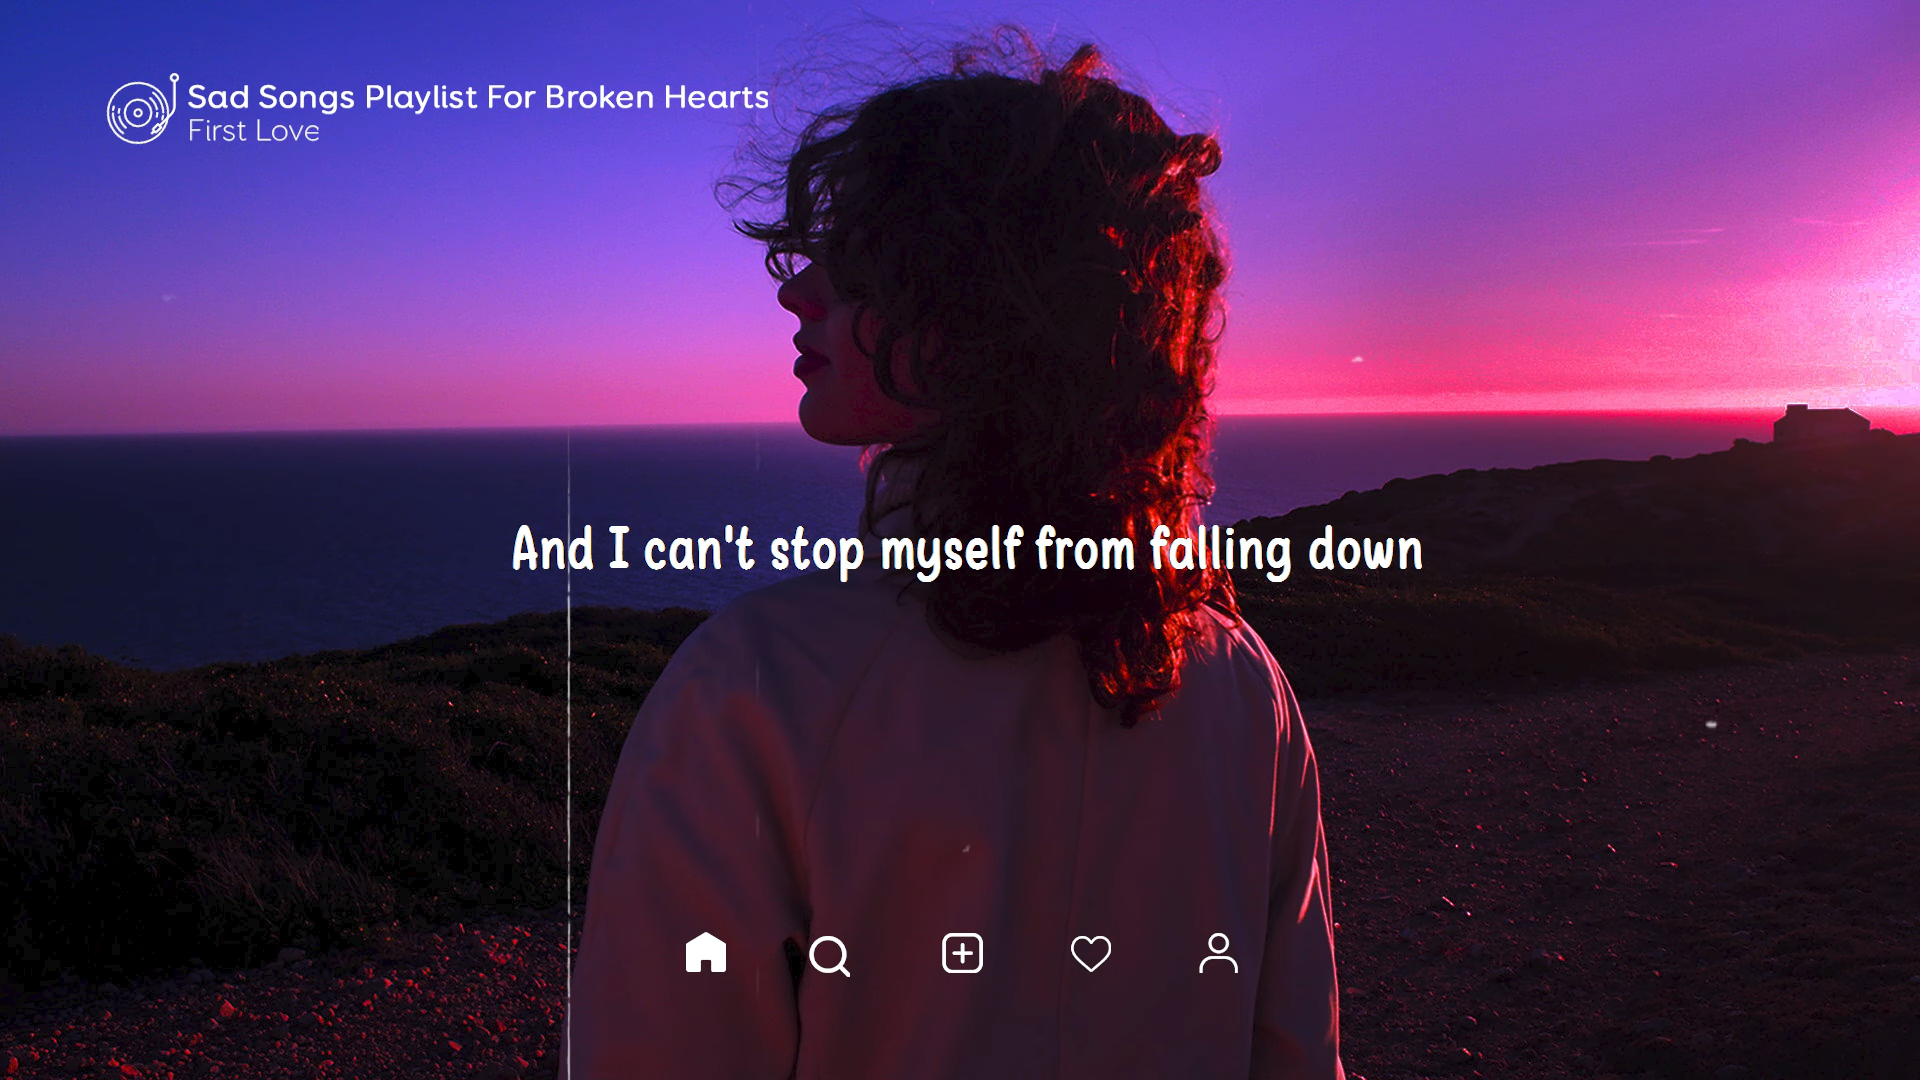 Sad Songs Playlist For Broken Hearts
First Love
And I can't stop myself from falling down